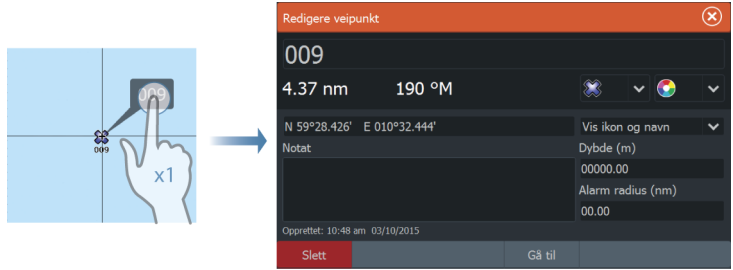 009
009
x1
Redigere veipunkt
009
4.37 nm 190 °M
N 59°28.426' E 010°32.444' Vis ikon og navn
Notat Dybde (m)
00000.00
Alarm radius (nm)
00.00
Opprettet: 10:48 am 03/10/2015
Slett Gå til